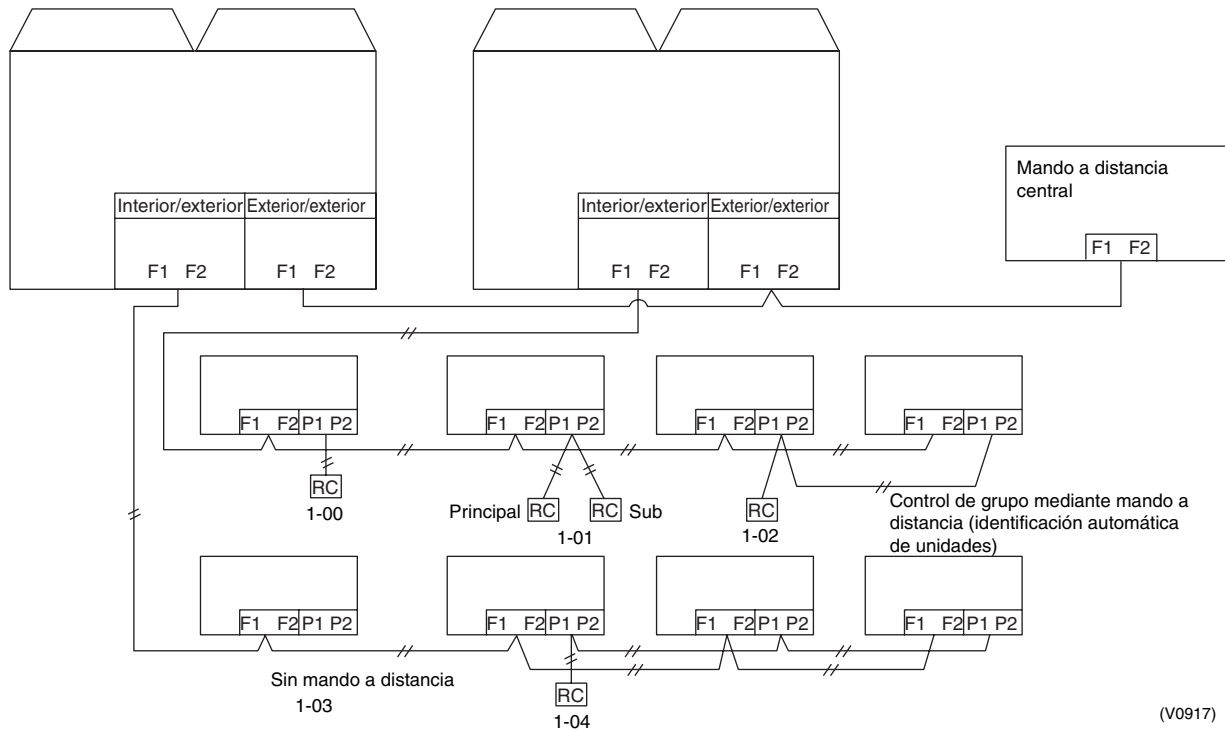 Interior/exterior Exterior/exterior
F1 F2 F1 F2
Interior/exterior Exterior/exterior
F1 F2 F1 F2
Mando a distancia
central
F1 F2
F1 F2 P1 P2
F1 F2 P1 P2
F1 F2 P1 P2
F1 F2 P1 P2
RC
1-00
Principal RC RC Sub
1-01
RC
1-02
Control de grupo mediante mando a
distancia (identificación automática
de unidades)
F1 F2 P1 P2
F1 F2 P1 P2
F1 F2 P1 P2
F1 F2 P1 P2
Sin mando a distancia
1-03
RC
1-04
(V0917)